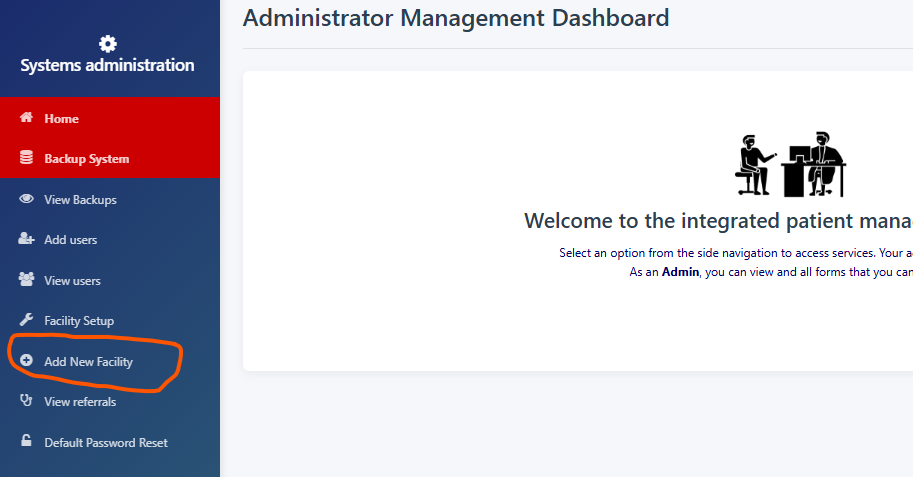 Administrator Management Dashboard
Systems administration
Home
Backup System
View Backups
Add users
View users
Facility Setup
Add New Facility
View referrals
Default Password Reset
Welcome to the integrated patient
Select an option from the side navigation to access services. Your
As an Admin, you can view and all forms that you can